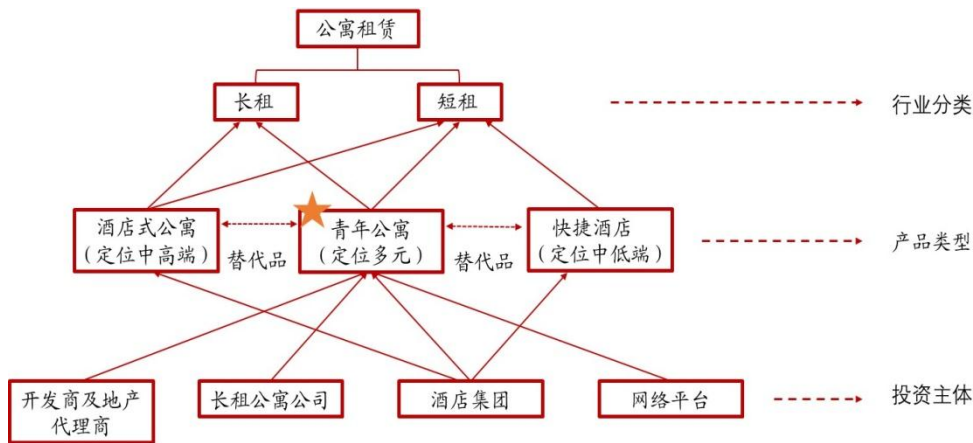 公寓租赁
长租
短租
行业分类
酒店式公寓
（定位中高端）
替代品
青年公寓
（定位多元）
替代品
快捷酒店
（定位中低端）
产品类型
开发商及地产
代理商
长租公寓公司
酒店集团
网络平台
投资主体